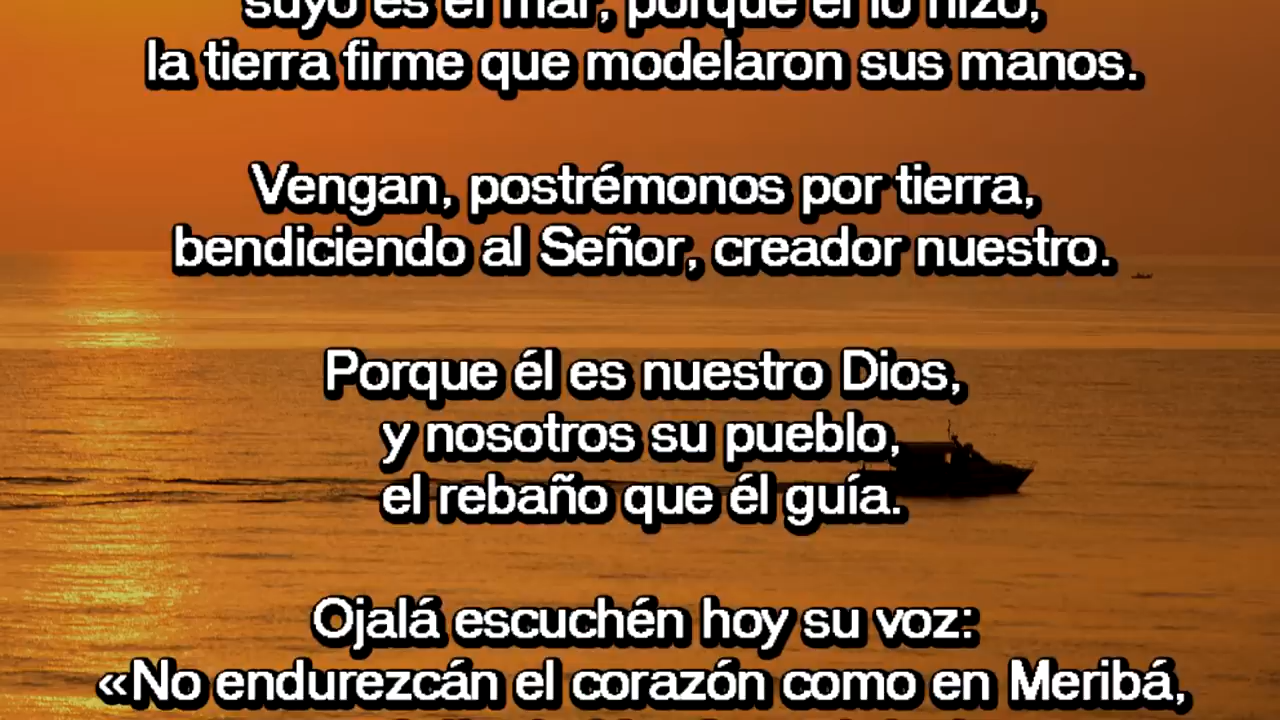 suyo es el mar, porque él lo hizo,
la tierra firme que modelaron sus manos.
Vengan, postrémonos por tierra,
bendiciendo al Señor, creador nuestro.
Porque él es nuestro Dios,
y nosotros su pueblo,
el rebaño que él guía.
Ojalá escuchén hoy su voz:
«No endurezcán el corazón como en Meribá,